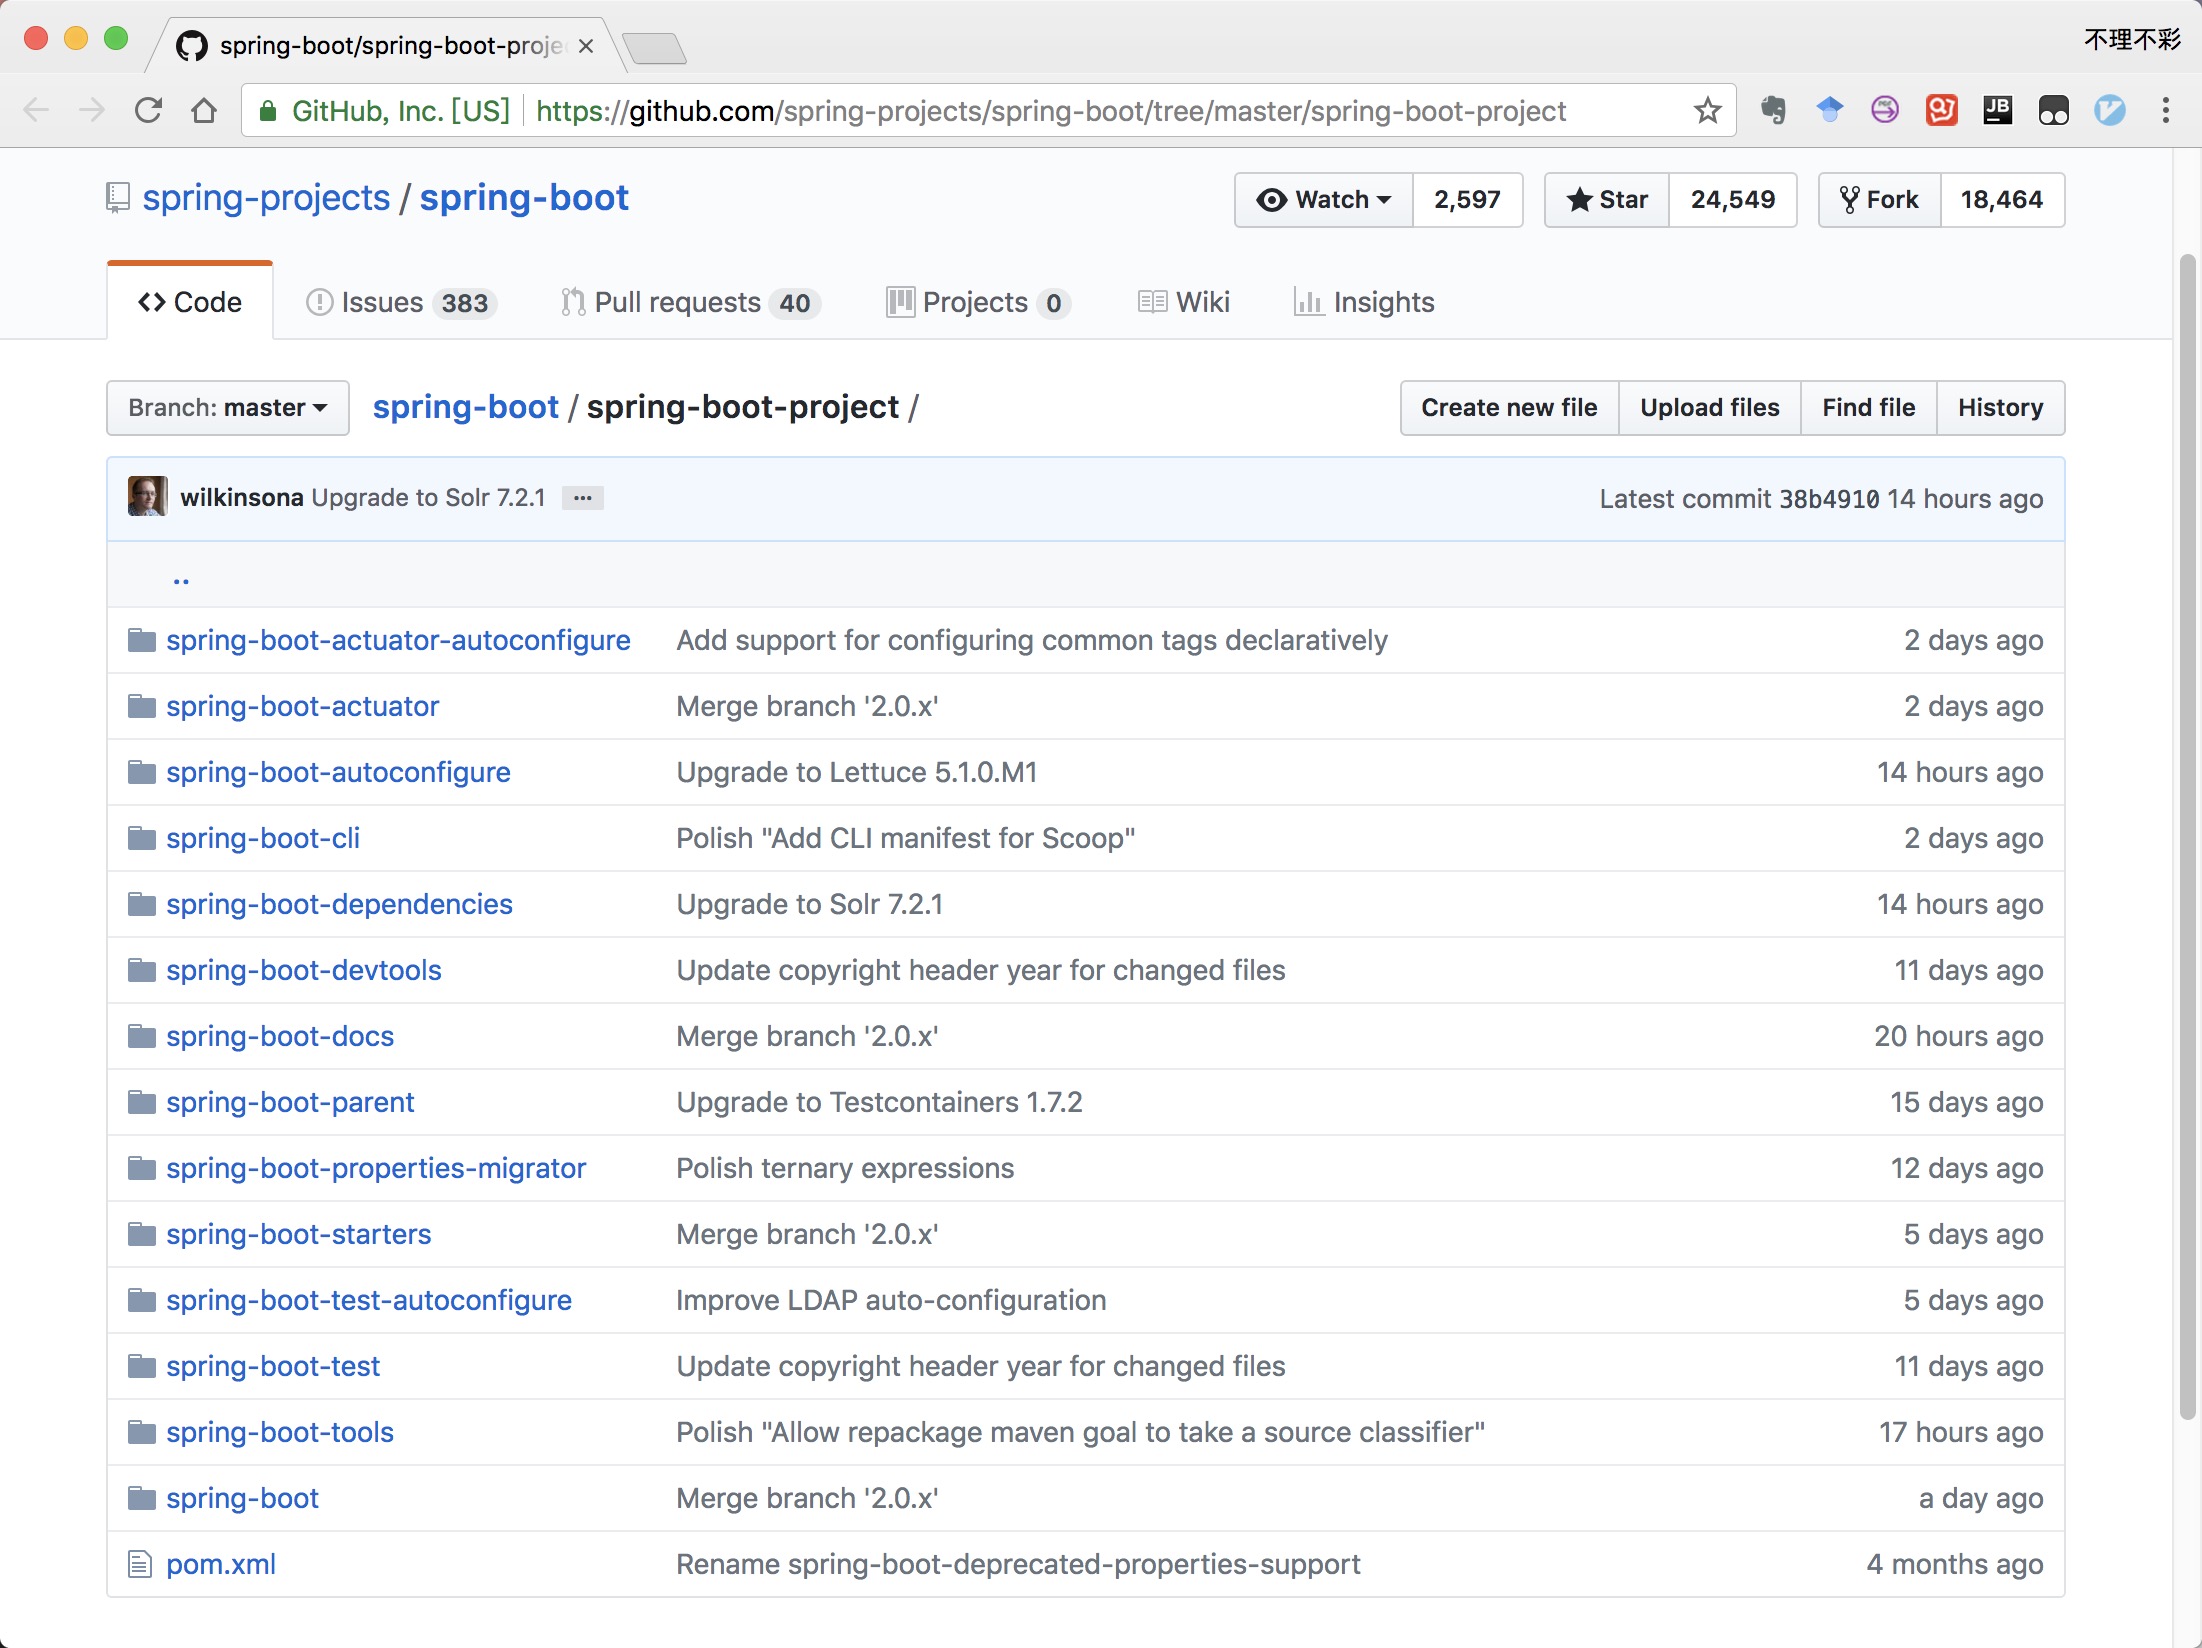 spring-boot/spring-boot-proje
不理不彩
GitHub, Inc. [US] https://github.com/spring-projects/spring-boot/tree/master/spring-boot-project
spring-projects / spring-boot
Watch 2,597 Star 24,549 Fork 18,464
Code Issues 383 Pull requests 40 Projects 0 Wiki Insights
Branch: master spring-boot / spring-boot-project / Create new file Upload files Find file History
wilkinsona Upgrade to Solr 7.2.1 ... Latest commit 38b4910 14 hours ago
..
spring-boot-actuator-autoconfigure Add support for configuring common tags declaratively 2 days ago
spring-boot-actuator Merge branch '2.0.x' 2 days ago
spring-boot-autoconfigure Upgrade to Lettuce 5.1.0.M1 14 hours ago
spring-boot-cli Polish "Add CLI manifest for Scoop" 2 days ago
spring-boot-dependencies Upgrade to Solr 7.2.1 14 hours ago
spring-boot-devtools Update copyright header year for changed files 11 days ago
spring-boot-docs Merge branch '2.0.x' 20 hours ago
spring-boot-parent Upgrade to Testcontainers 1.7.2 15 days ago
spring-boot-properties-migrator Polish ternary expressions 12 days ago
spring-boot-starters Merge branch '2.0.x' 5 days ago
spring-boot-test-autoconfigure Improve LDAP auto-configuration 5 days ago
spring-boot-test Update copyright header year for changed files 11 days ago
spring-boot-tools Polish "Allow repackage maven goal to take a source classifier" 17 hours ago
spring-boot Merge branch '2.0.x' a day ago
pom.xml Rename spring-boot-deprecated-properties-support 4 months ago